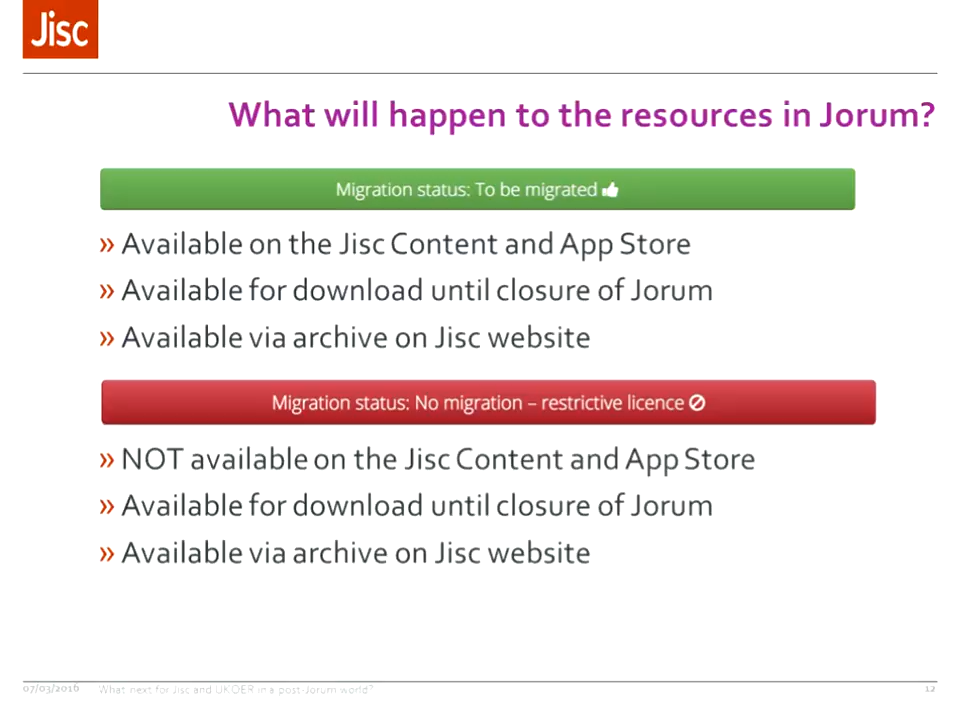 Jisc
What will happen to the resources in Jorum?
Migration status: To be migrated
» Available on the Jisc Content and App Store
» Available for download until closure of Jorum
» Available via archive on Jisc website
Migration status: No migration – restrictive licence
» NOT available on the Jisc Content and App Store
» Available for download until closure of Jorum
» Available via archive on Jisc website
07/03/2016 What next for Jisc and UKOER in a post-Jorum world? 12